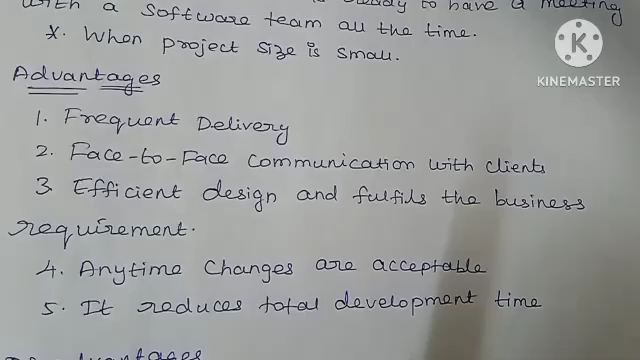 with a software team all the time.
* When project size is small.
KINEMASTER
Advantages
1. Frequent Delivery
2. Face-to-Face communication with clients
3. Efficient design and fulfils the business
requirement.
4. Anytime changes are acceptable
5. It reduces total development time